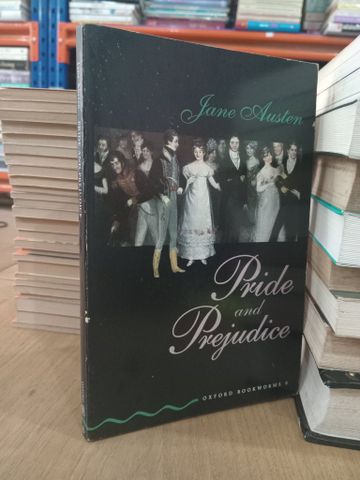 Jane Austen
Pride
and
Prejudice
OXFORD BOOKWORMS 6